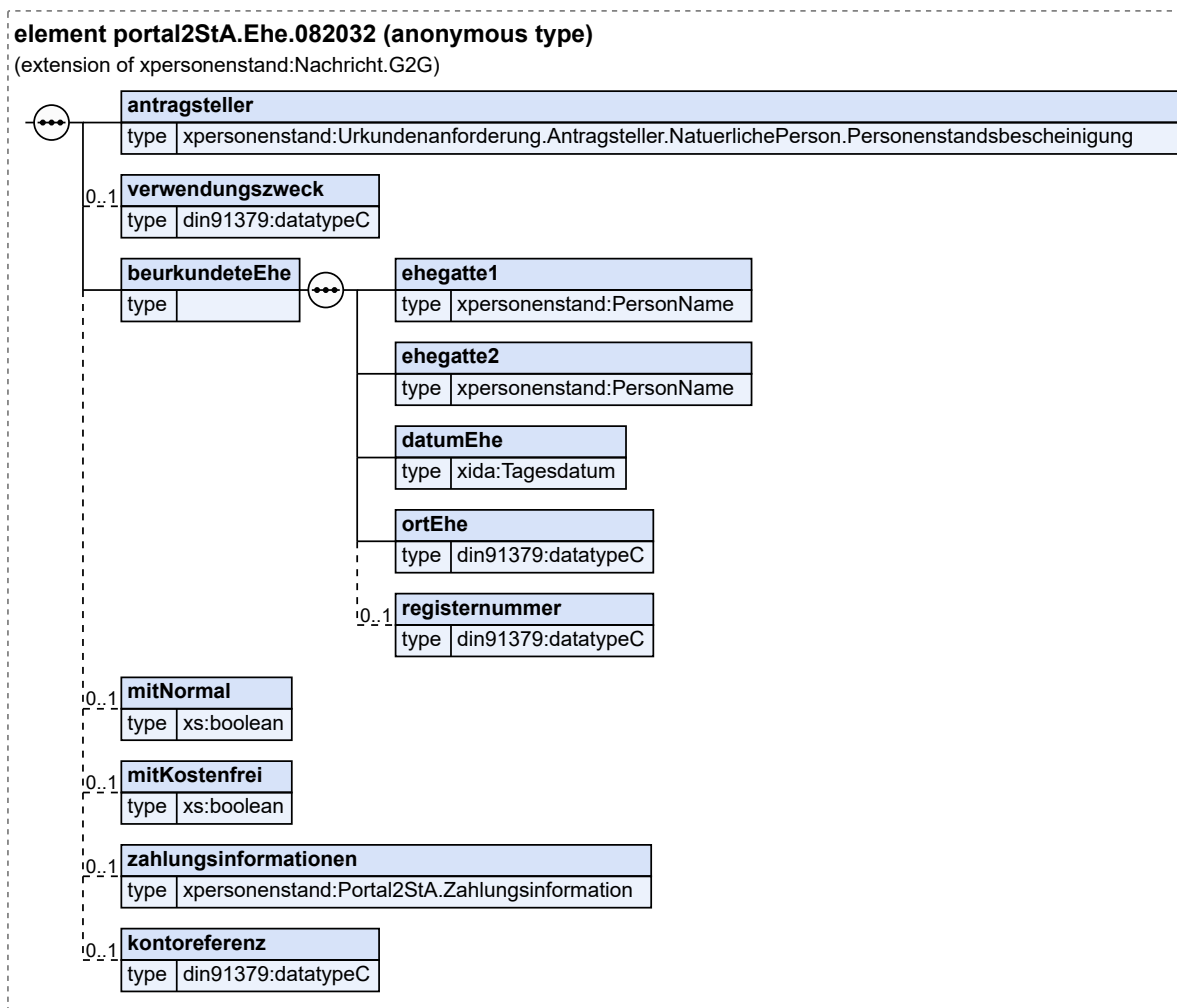 element portal2StA.Ehe.082032 (anonymous type)
(extension of xpersonenstand:Nachricht.G2G)
antragsteller
type xpersonenstand:Urkundenanforderung.Antragsteller.NatuerlichePerson.Personenstandsbescheinigung
0..1 verwendungszweck
type din91379:datatypeC
beurkundeteEhe
type
ehegatte1
type xpersonenstand:PersonName
ehegatte2
type xpersonenstand:PersonName
datumEhe
type xida:Tagesdatum
ortEhe
type din91379:datatypeC
0..1 registernummer
type din91379:datatypeC
0..1 mitNormal
type xs:boolean
0..1 mitKostenfrei
type xs:boolean
0..1 zahlungsinformationen
type xpersonenstand:Portal2StA.Zahlungsinformation
0..1 kontoreferenz
type din91379:datatypeC